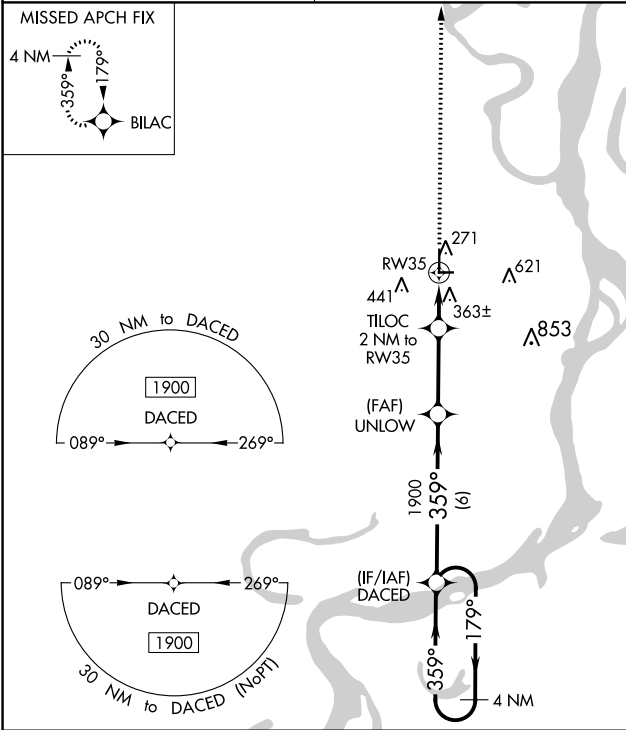 MISSED APCH FIX
4 NM
359°
179°
BILAC
271
RW35
621
441
363±
TILOC
2 NM to
RW35
853
30 NM to DACED
1900
DACED
089°
269°
(FAF)
UNLOW
1900
359°
(6)
089°
269°
DACED
1900
30 NM to DACED (NoPT)
(IF/IAF)
DACED
359°
179°
4 NM